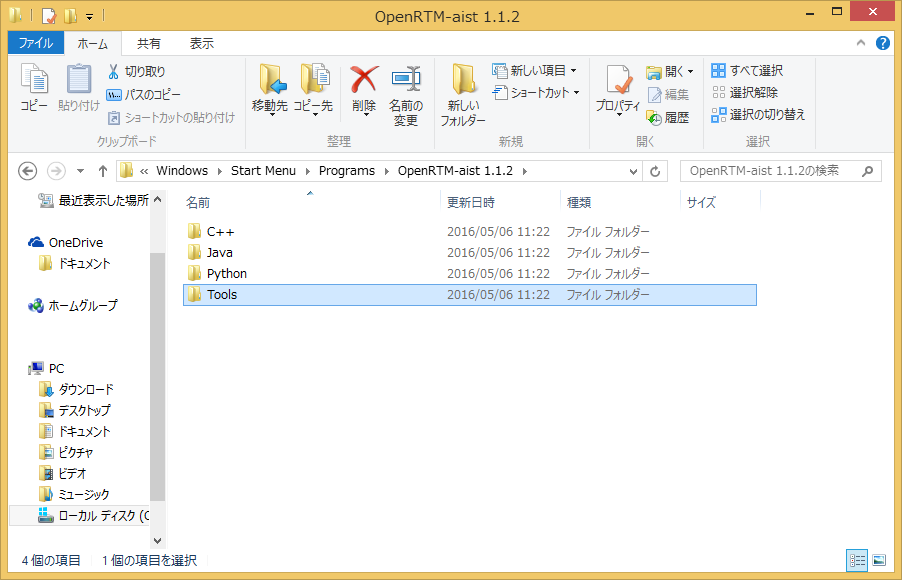 OpenRTM-aist 1.1.2
ファイル ホーム 共有 表示
コピー 貼り付け 切り取り パスのコピー ショートカットの貼り付け
クリップボード
移動先 コピー先 削除 名前の変更
整理
新しいフォルダー 新しい項目 ショートカット
新規
プロパティ 開く 編集 履歴
開く
すべて選択 選択解除 選択の切り替え
選択
« Windows Start Menu Programs OpenRTM-aist 1.1.2
OpenRTM-aist 1.1.2の検索
最近表示した場所
OneDrive
ドキュメント
ホームグループ
PC
ダウンロード
デスクトップ
ドキュメント
ピクチャ
ビデオ
ミュージック
ローカル ディスク (C
名前 更新日時 種類 サイズ
C++ 2016/05/06 11:22 ファイル フォルダー
Java 2016/05/06 11:22 ファイル フォルダー
Python 2016/05/06 11:22 ファイル フォルダー
Tools 2016/05/06 11:22 ファイル フォルダー
4 個の項目 1 個の項目を選択